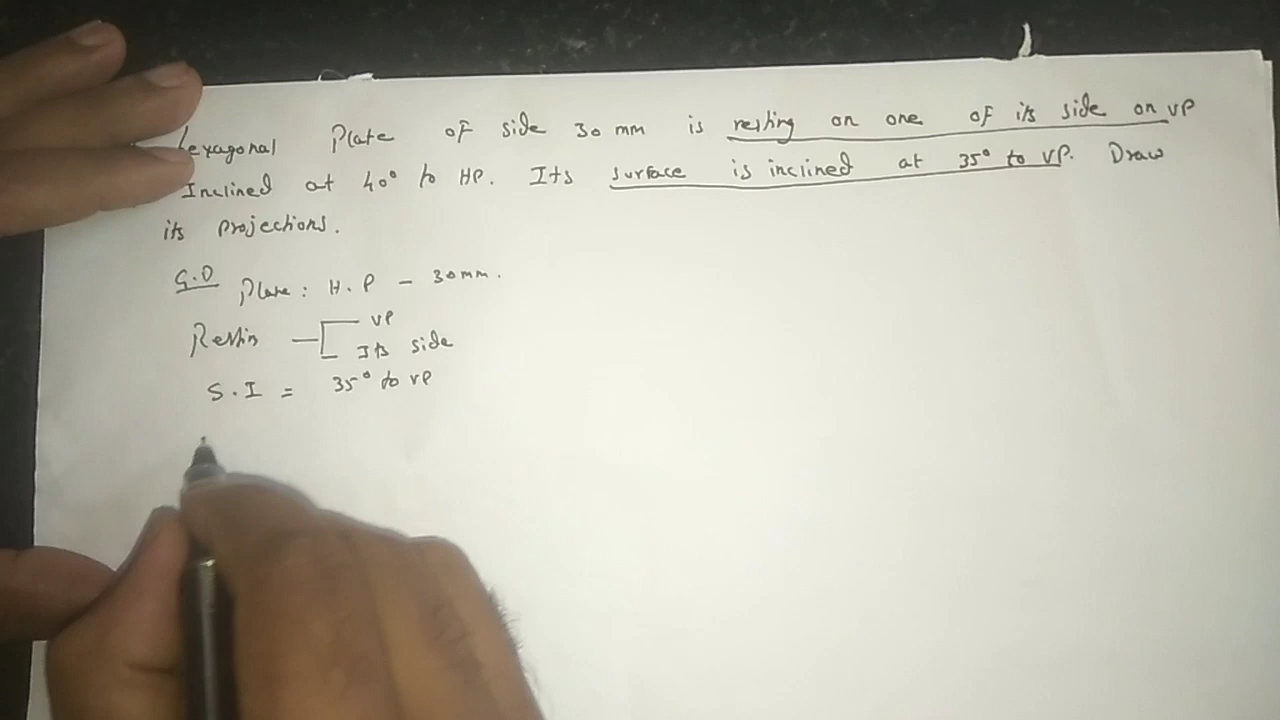 Hexagonal Plate of side 30 mm is resting on one of its side on VP
Inclined at 40° to HP. Its surface is inclined at 35° to VP. Draw
its projections.
G.D Plane: H.P - 30mm.
Restin VP
Its side
S.I = 35° to VP